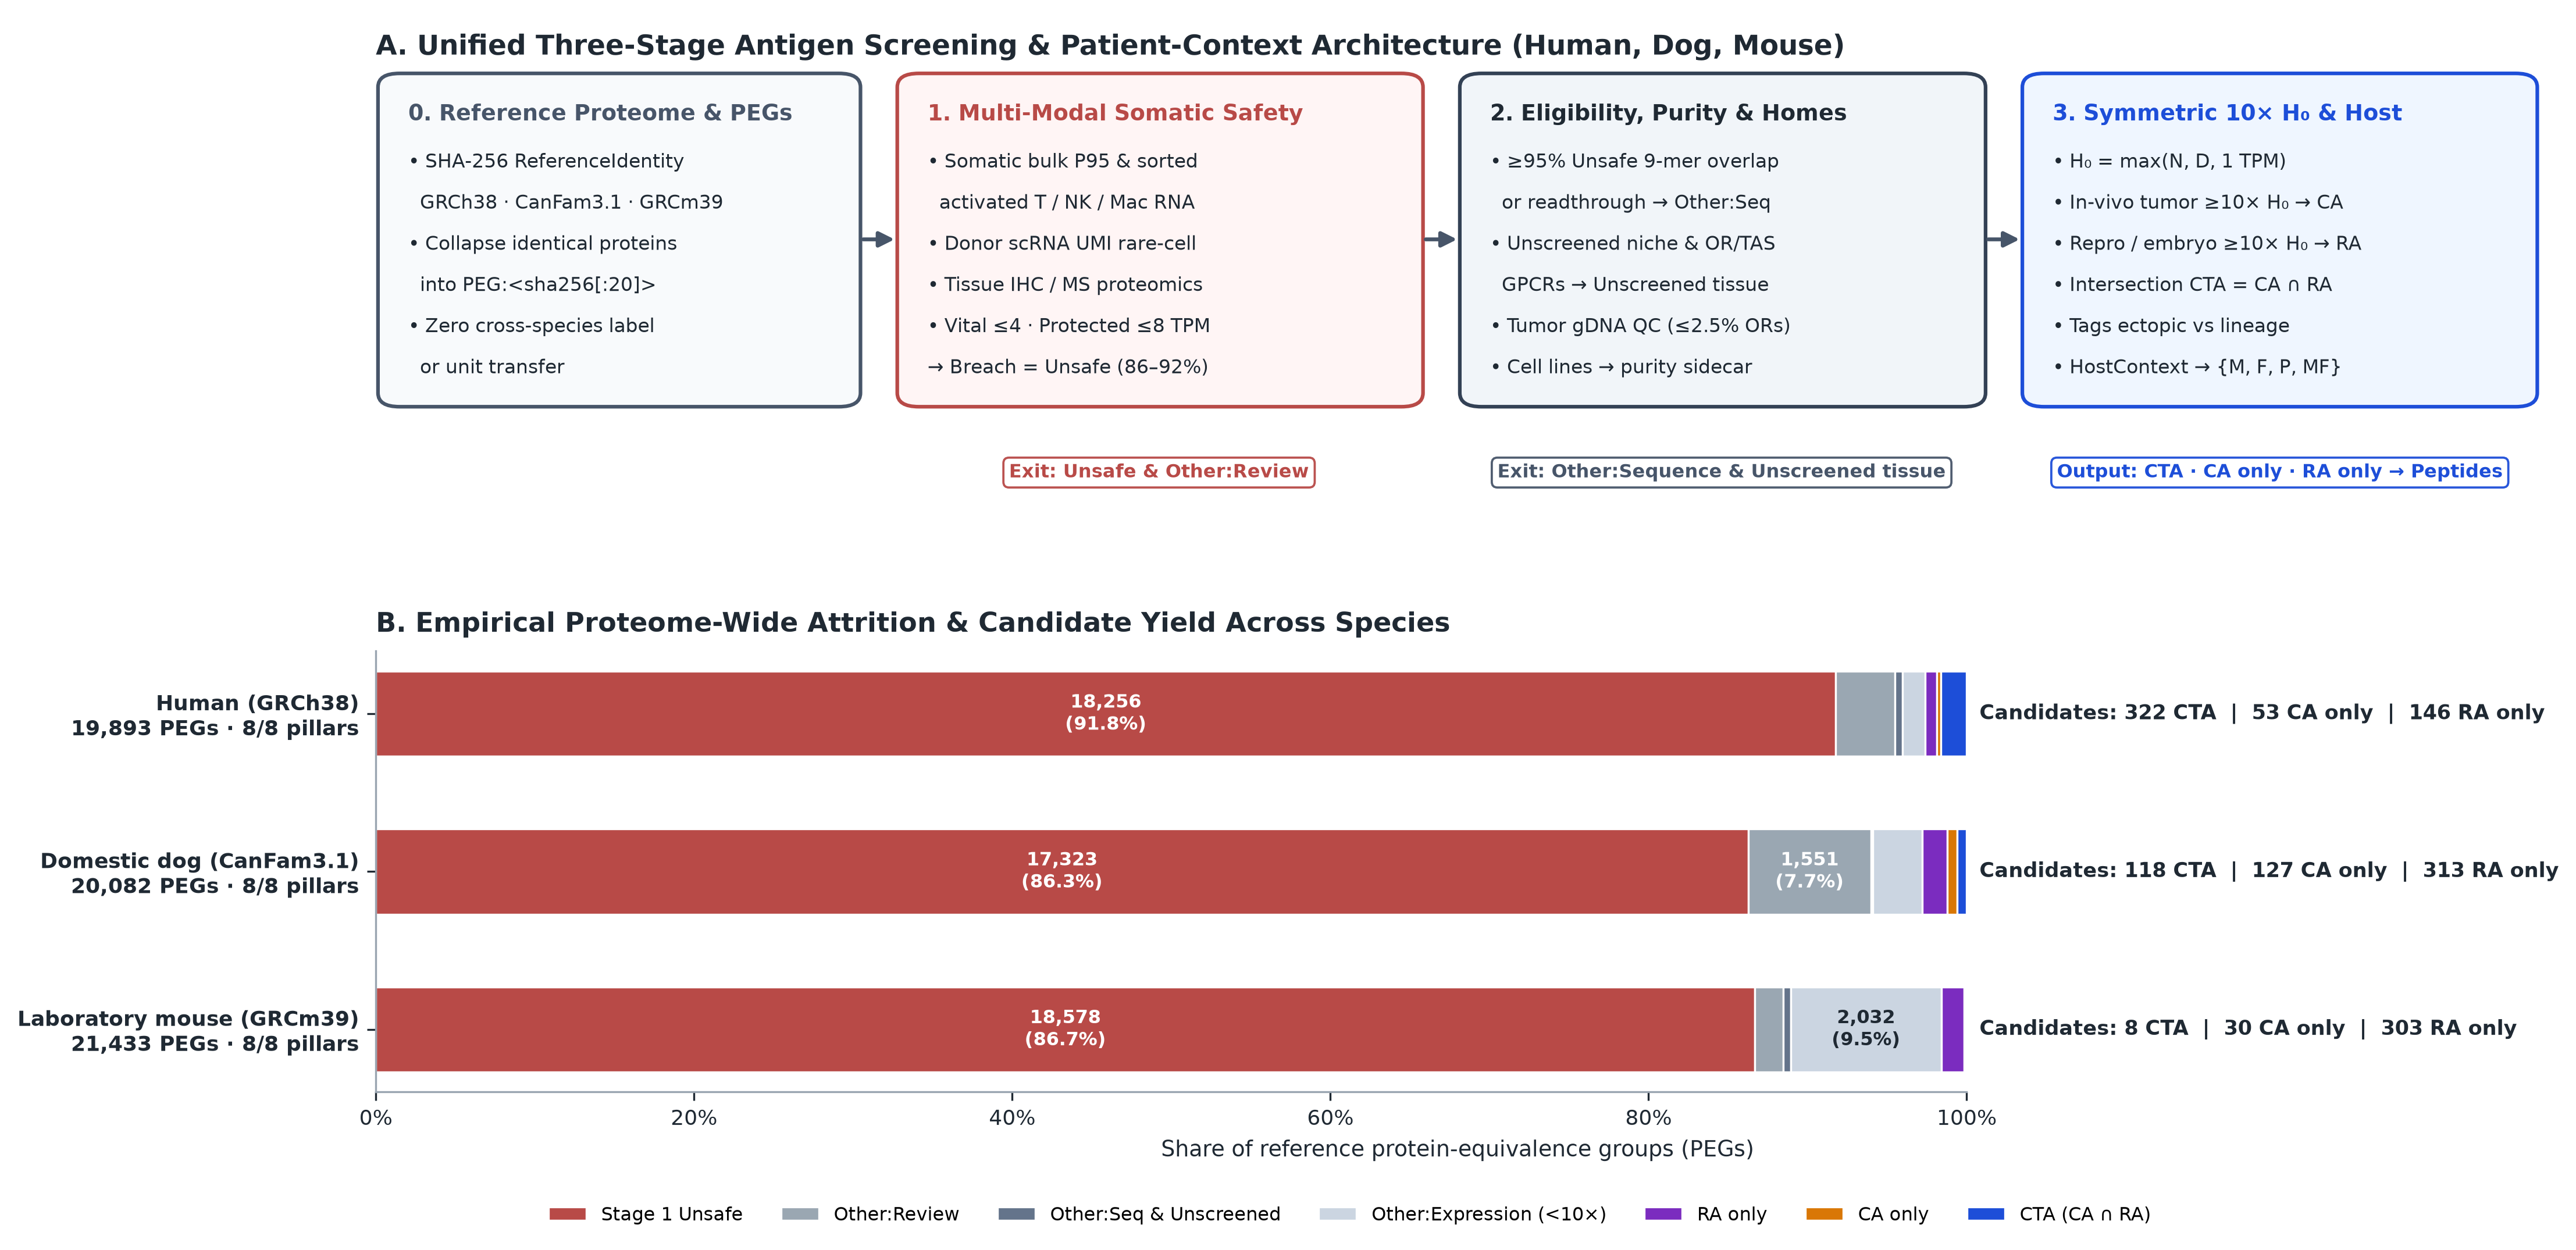 A. Unified Three-Stage Antigen Screening & Patient-Context Architecture (Human, Dog, Mouse)
0. Reference Proteome & PEGs
• SHA-256 ReferenceIdentity
GRCh38 · CanFam3.1 · GRCm39
• Collapse identical proteins
into PEG:<sha256[:20]>
• Zero cross-species label
or unit transfer
1. Multi-Modal Somatic Safety
• Somatic bulk P95 & sorted
activated T / NK / Mac RNA
• Donor scRNA UMI rare-cell
• Tissue IHC / MS proteomics
• Vital ≤4 · Protected ≤8 TPM
→ Breach = Unsafe (86–92%)
2. Eligibility, Purity & Homes
• ≥95% Unsafe 9-mer overlap
or readthrough → Other:Seq
• Unscreened niche & OR/TAS
GPCRs → Unscreened tissue
• Tumor gDNA QC (≤2.5% ORs)
• Cell lines → purity sidecar
3. Symmetric 10× H₀ & Host
• H₀ = max(N, D, 1 TPM)
• In-vivo tumor ≥10× H₀ → CA
• Repro / embryo ≥10× H₀ → RA
• Intersection CTA = CA ∩ RA
• Tags ectopic vs lineage
• HostContext → {M, F, P, MF}
Exit: Unsafe & Other:Review
Exit: Other:Sequence & Unscreened tissue
Output: CTA · CA only · RA only → Peptides
B. Empirical Proteome-Wide Attrition & Candidate Yield Across Species
Human (GRCh38)
19,893 PEGs · 8/8 pillars
18,256
(91.8%)
Candidates: 322 CTA | 53 CA only | 146 RA only
Domestic dog (CanFam3.1)
20,082 PEGs · 8/8 pillars
17,323
(86.3%)
1,551
(7.7%)
Candidates: 118 CTA | 127 CA only | 313 RA only
Laboratory mouse (GRCm39)
21,433 PEGs · 8/8 pillars
18,578
(86.7%)
2,032
(9.5%)
Candidates: 8 CTA | 30 CA only | 303 RA only
0% 20% 40% 60% 80% 100%
Share of reference protein-equivalence groups (PEGs)
Stage 1 Unsafe Other:Review Other:Seq & Unscreened Other:Expression (<10×) RA only CA only CTA (CA ∩ RA)